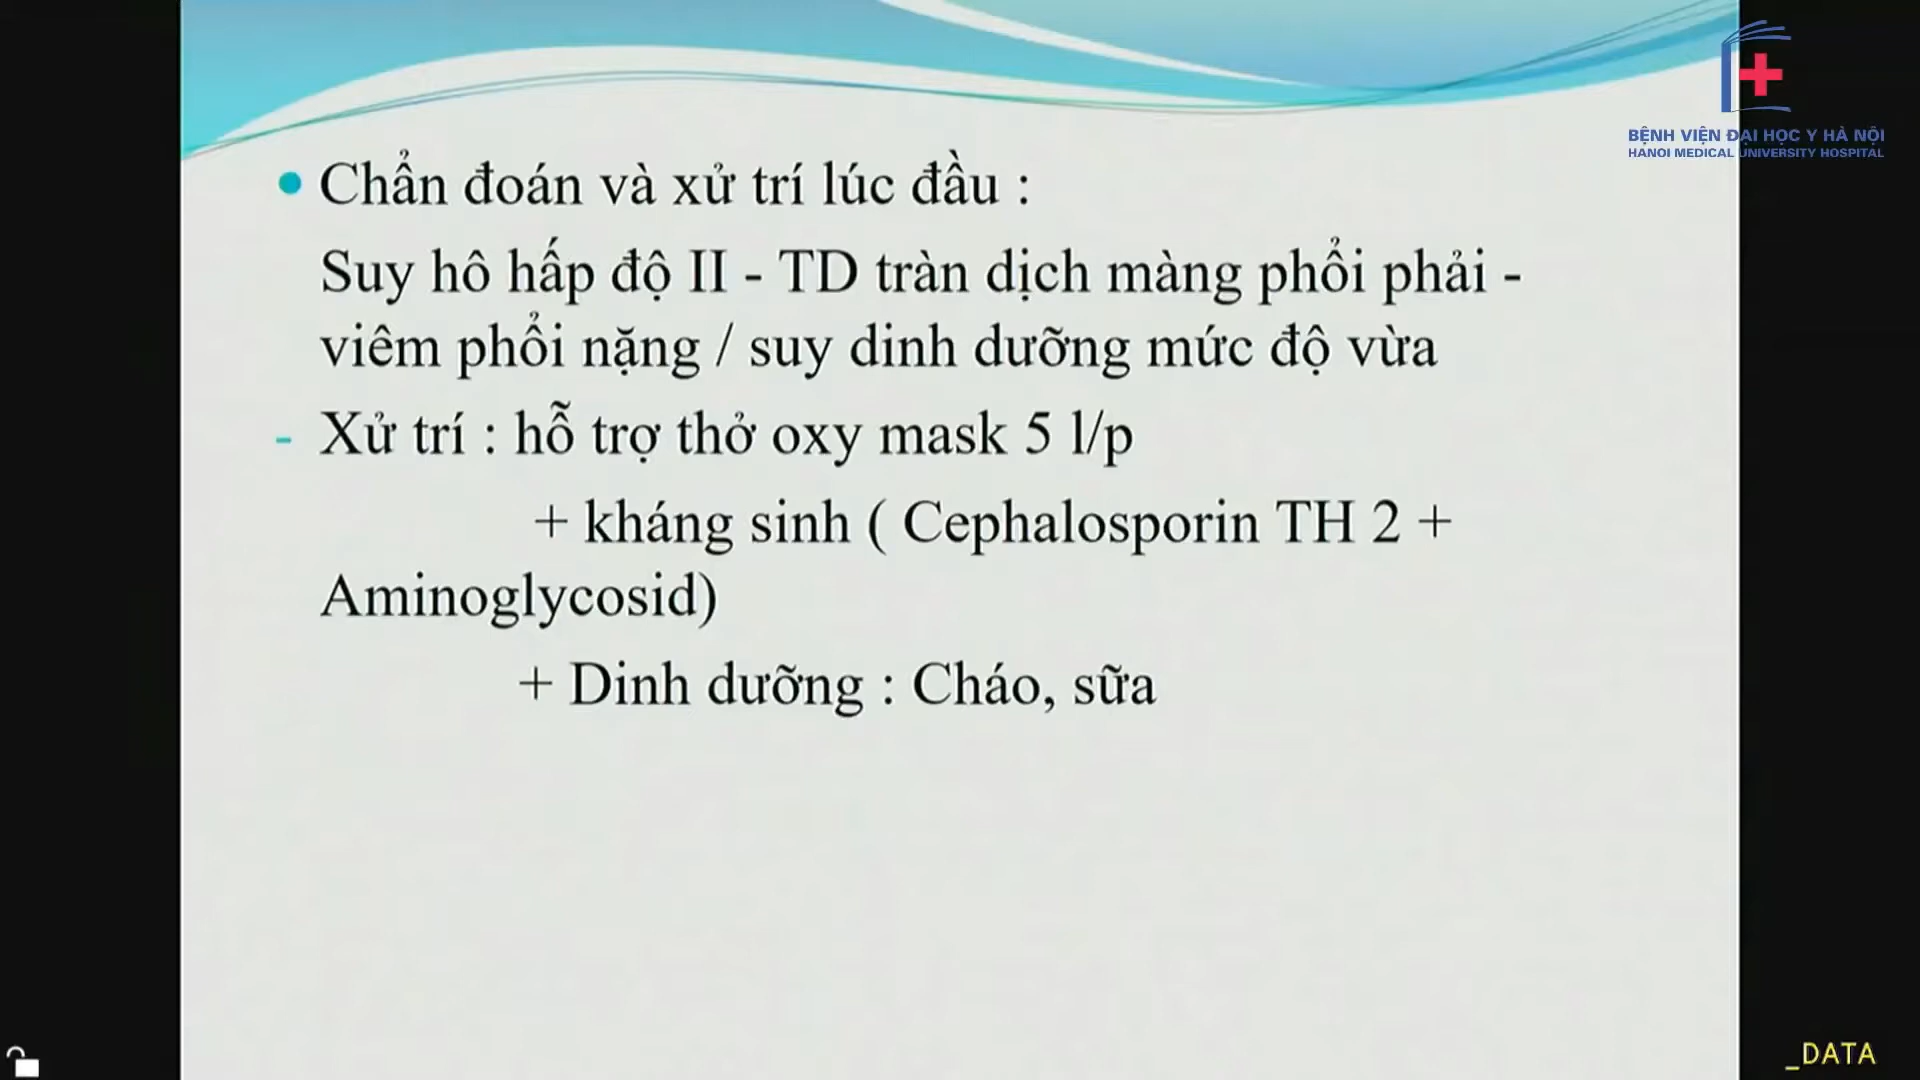 BỆNH VIỆN ĐẠI HỌC Y HÀ NỘI
HANOI MEDICAL UNIVERSITY HOSPITAL
Chẩn đoán và xử trí lúc đầu :
Suy hô hấp độ II - TD tràn dịch màng phổi phải -
viêm phổi nặng / suy dinh dưỡng mức độ vừa
- Xử trí : hỗ trợ thở oxy mask 5 l/p
+ kháng sinh ( Cephalosporin TH 2 +
Aminoglycosid)
+ Dinh dưỡng : Cháo, sữa
_DATA